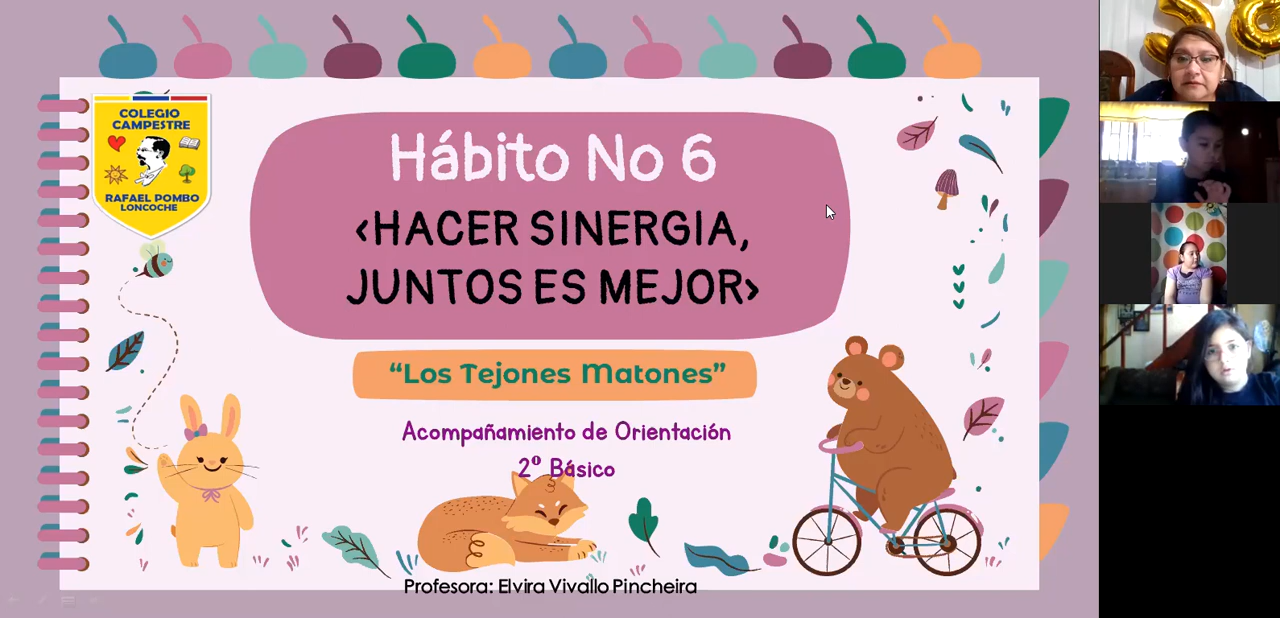 COLEGIO
CAMPESTRE
RAFAEL POMBO
LONCOCHE
Hábito No 6
<HACER SINERGIA,
JUNTOS ES MEJOR>
“Los Tejones Matones”
Acompañamiento de Orientación
2º Básico
Profesora: Elvira Vivallo Pincheira